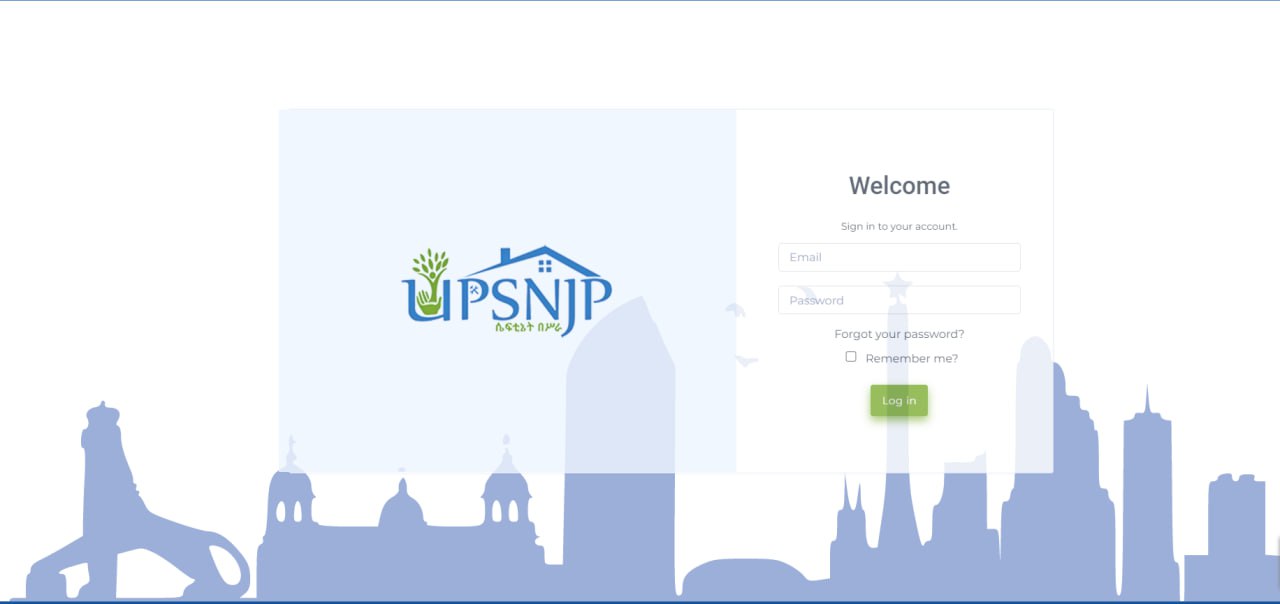 UPSNJP
ሴፍቲኔት በሥራ
Welcome
Sign in to your account.
Email
Password
Forgot your password?
Remember me?
Log in